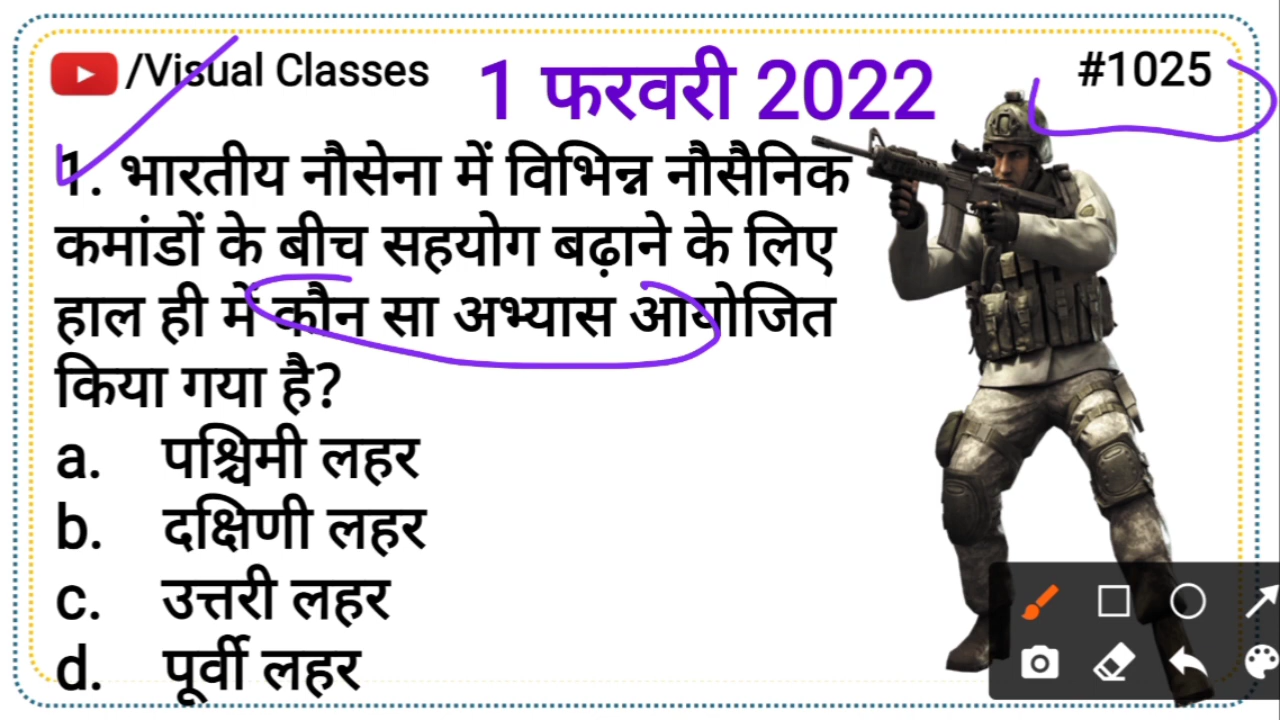 /Visual Classes
1 फरवरी 2022
#1025
1. भारतीय नौसेना में विभिन्न नौसैनिक
कमांडों के बीच सहयोग बढ़ाने के लिए
हाल ही में कौन सा अभ्यास आयोजित
किया गया है?
a. पश्चिमी लहर
b. दक्षिणी लहर
c. उत्तरी लहर
d. पूर्वी लहर